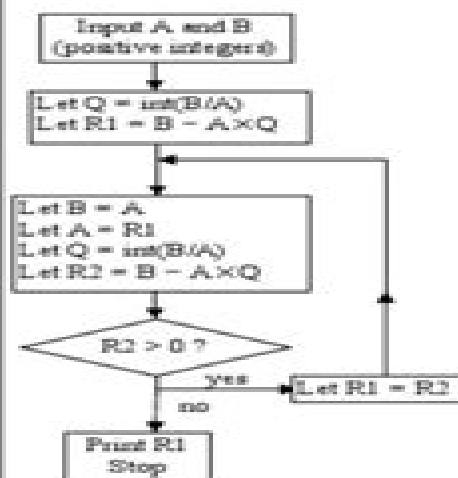 Input A and B
(positive integers)
Let Q = int(B/A)
Let R1 = B - A×Q
Let B = A
Let A = R1
Let Q = int(B/A)
Let R2 = B - A×Q
R2 > 0 ?
yes
Let R1 = R2
no
Print R1
Stop